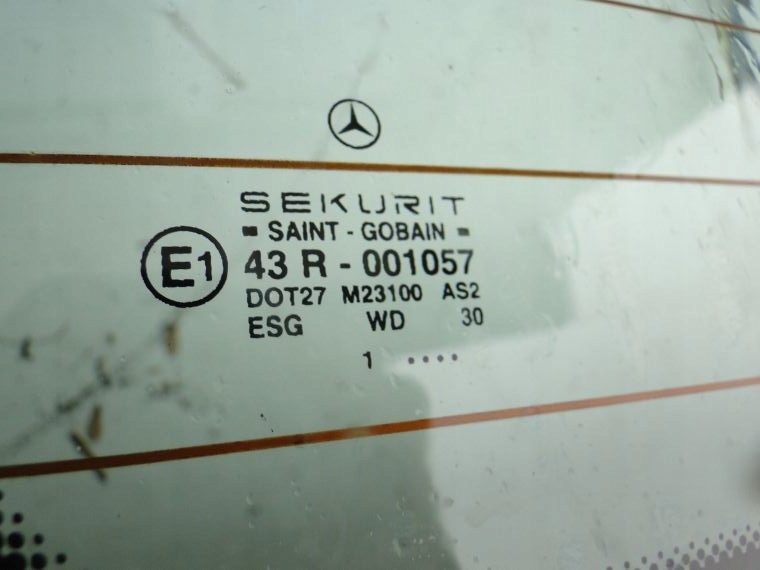 SEKURIT
SAINT - GOBAIN
E1 43 R - 001057
DOT27 M23100 AS2
ESG WD 30
1 ····